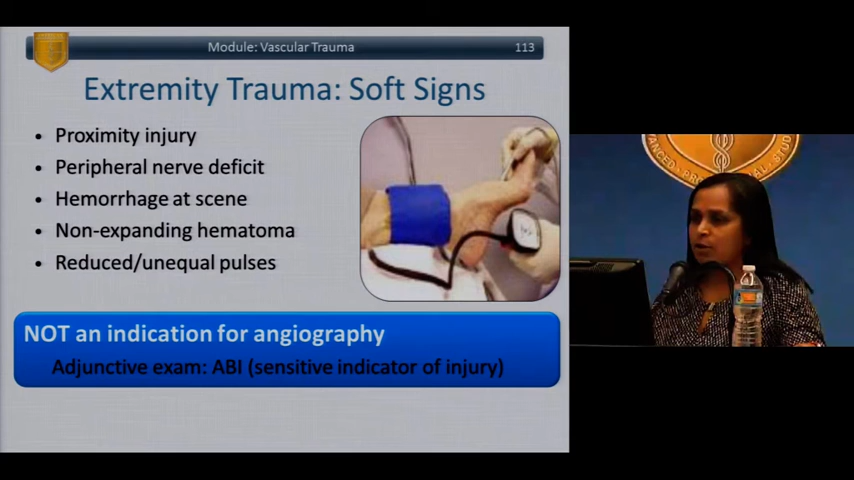 Module: Vascular Trauma
113
Extremity Trauma: Soft Signs
• Proximity injury
• Peripheral nerve deficit
• Hemorrhage at scene
• Non-expanding hematoma
• Reduced/unequal pulses
NOT an indication for angiography
Adjunctive exam: ABI (sensitive indicator of injury)